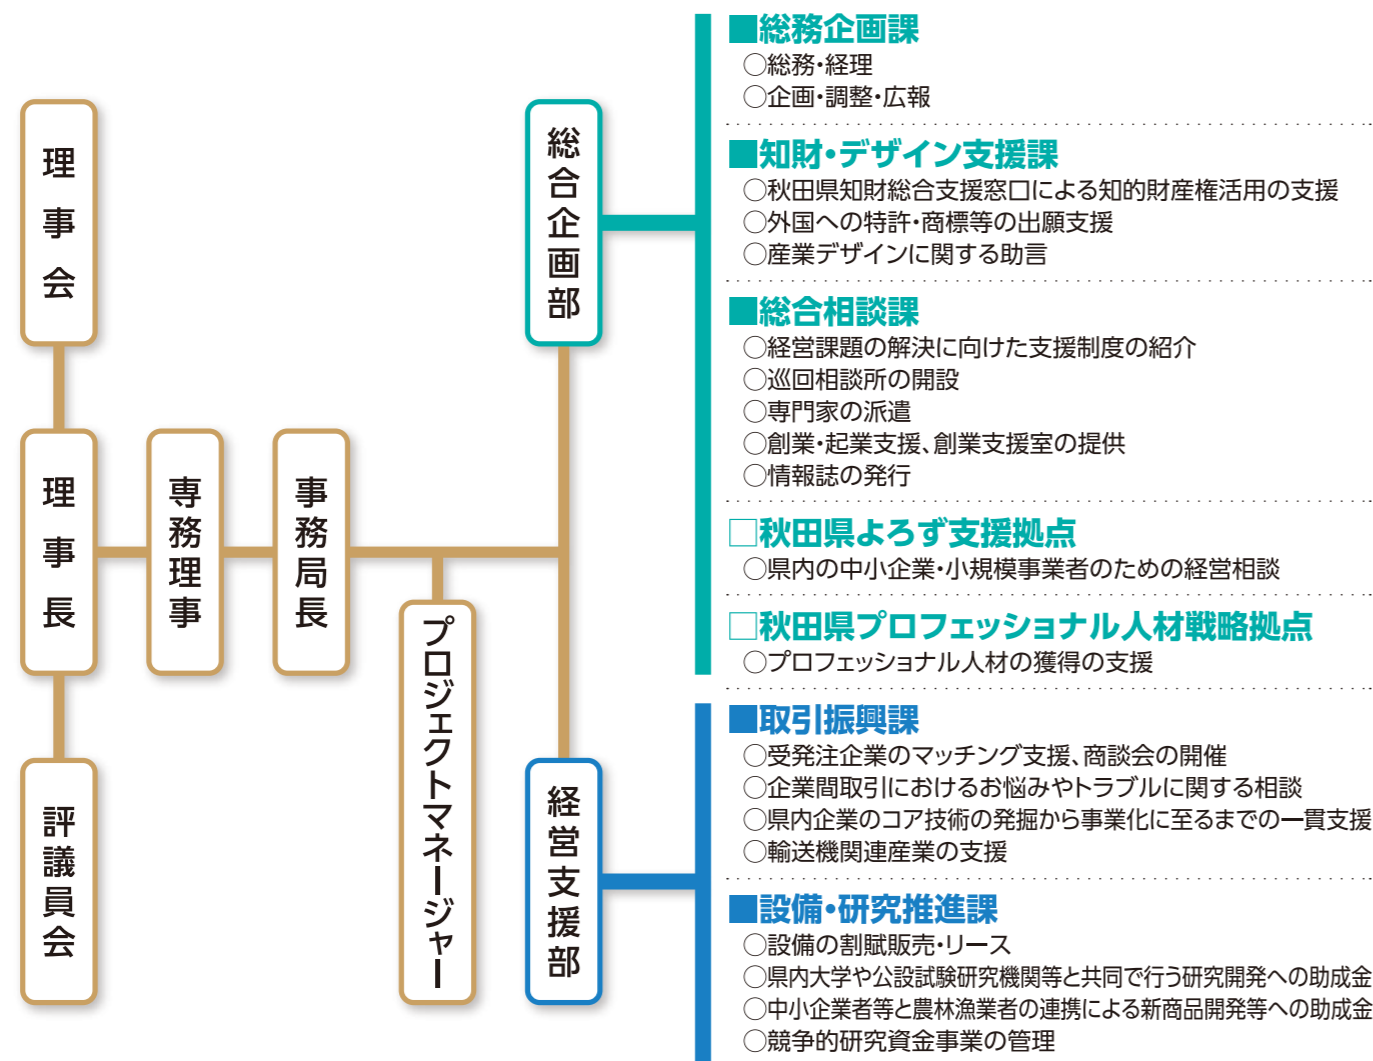 理事会
理事長
評議員会
専務理事
事務局長
プロジェクトマネージャー
総合企画部
経営支援部
■総務企画課
○総務・経理
○企画・調整・広報
■知財・デザイン支援課
○秋田県知財総合支援窓口による知的財産権活用の支援
○外国への特許・商標等の出願支援
○産業デザインに関する助言
■総合相談課
○経営課題の解決に向けた支援制度の紹介
○巡回相談所の開設
○専門家の派遣
○創業・起業支援、創業支援室の提供
○情報誌の発行
□秋田県よろず支援拠点
○県内の中小企業・小規模事業者のための経営相談
□秋田県プロフェッショナル人材戦略拠点
○プロフェッショナル人材の獲得の支援
■取引振興課
○受発注企業のマッチング支援、商談会の開催
○企業間取引におけるお悩みやトラブルに関する相談
○県内企業のコア技術の発掘から事業化に至るまでの一貫支援
○輸送機関連産業の支援
■設備・研究推進課
○設備の割賦販売・リース
○県内大学や公設試験研究機関等と共同で行う研究開発への助成金
○中小企業者等と農林漁業者の連携による新商品開発等への助成金
○競争的研究資金事業の管理